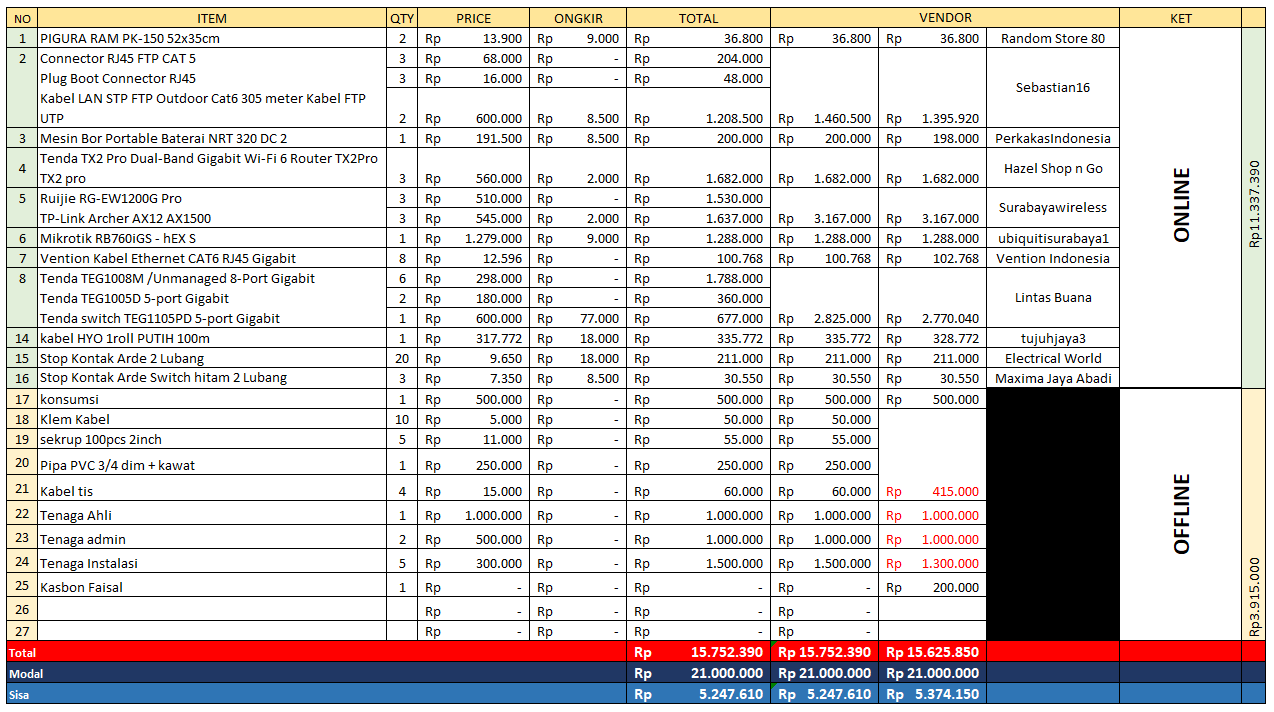 NO ITEM QTY PRICE ONGKIR TOTAL VENDOR KET
1 PIGURA RAM PK-150 52x35cm 2 Rp 13.900 Rp 9.000 Rp 36.800 Rp 36.800 Rp 36.800 Random Store 80
2 Connector RJ45 FTP CAT 5 3 Rp 68.000 Rp - Rp 204.000
Plug Boot Connector RJ45 3 Rp 16.000 Rp - Rp 48.000
Sebastian16
Kabel LAN STP FTP Outdoor Cat6 305 meter Kabel FTP
UTP 2 Rp 600.000 Rp 8.500 Rp 1.208.500 Rp 1.460.500 Rp 1.395.920
3 Mesin Bor Portable Baterai NRT 320 DC 2 1 Rp 191.500 Rp 8.500 Rp 200.000 Rp 200.000 Rp 198.000 PerkakasIndonesia
4 Tenda TX2 Pro Dual-Band Gigabit Wi-Fi 6 Router TX2Pro
TX2 pro 3 Rp 560.000 Rp 2.000 Rp 1.682.000 Rp 1.682.000 Rp 1.682.000 Hazel Shop n Go
5 Ruijie RG-EW1200G Pro 3 Rp 510.000 Rp - Rp 1.530.000
TP-Link Archer AX12 AX1500 3 Rp 545.000 Rp 2.000 Rp 1.637.000 Rp 3.167.000 Rp 3.167.000 Surabayawireless
6 Mikrotik RB760iGS - hEX S 1 Rp 1.279.000 Rp 9.000 Rp 1.288.000 Rp 1.288.000 Rp 1.288.000 ubiquitisurabaya1
7 Vention Kabel Ethernet CAT6 RJ45 Gigabit 8 Rp 12.596 Rp - Rp 100.768 Rp 100.768 Rp 102.768 Vention Indonesia
8 Tenda TEG1008M /Unmanaged 8-Port Gigabit 6 Rp 298.000 Rp - Rp 1.788.000
Tenda TEG1005D 5-port Gigabit 2 Rp 180.000 Rp - Rp 360.000 Lintas Buana
Tenda switch TEG1105PD 5-port Gigabit 1 Rp 600.000 Rp 77.000 Rp 677.000 Rp 2.825.000 Rp 2.770.040
14 kabel HYO 1roll PUTIH 100m 1 Rp 317.772 Rp 18.000 Rp 335.772 Rp 335.772 Rp 328.772 tujuhjaya3
15 Stop Kontak Arde 2 Lubang 20 Rp 9.650 Rp 18.000 Rp 211.000 Rp 211.000 Rp 211.000 Electrical World
16 Stop Kontak Arde Switch hitam 2 Lubang 3 Rp 7.350 Rp 8.500 Rp 30.550 Rp 30.550 Rp 30.550 Maxima Jaya Abadi
ONLINE
Rp11.337.390
17 konsumsi 1 Rp 500.000 Rp - Rp 500.000 Rp 500.000 Rp 500.000
18 Klem Kabel 10 Rp 5.000 Rp - Rp 50.000 Rp 50.000
19 sekrup 100pcs 2inch 5 Rp 11.000 Rp - Rp 55.000 Rp 55.000
20 Pipa PVC 3/4 dim + kawat 1 Rp 250.000 Rp - Rp 250.000 Rp 250.000
21 Kabel tis 4 Rp 15.000 Rp - Rp 60.000 Rp 60.000 Rp 415.000
22 Tenaga Ahli 1 Rp 1.000.000 Rp - Rp 1.000.000 Rp 1.000.000 Rp 1.000.000
23 Tenaga admin 2 Rp 500.000 Rp - Rp 1.000.000 Rp 1.000.000 Rp 1.000.000
24 Tenaga Instalasi 5 Rp 300.000 Rp - Rp 1.500.000 Rp 1.500.000 Rp 1.300.000
25 Kasbon Faisal 1 Rp - Rp - Rp - Rp - Rp 200.000
26 Rp - Rp - Rp - Rp -
27 Rp - Rp - Rp - Rp -
OFFLINE
Rp3.915.000
Total Rp 15.752.390 Rp 15.752.390 Rp 15.625.850
Modal Rp 21.000.000 Rp 21.000.000 Rp 21.000.000
Sisa Rp 5.247.610 Rp 5.247.610 Rp 5.374.150